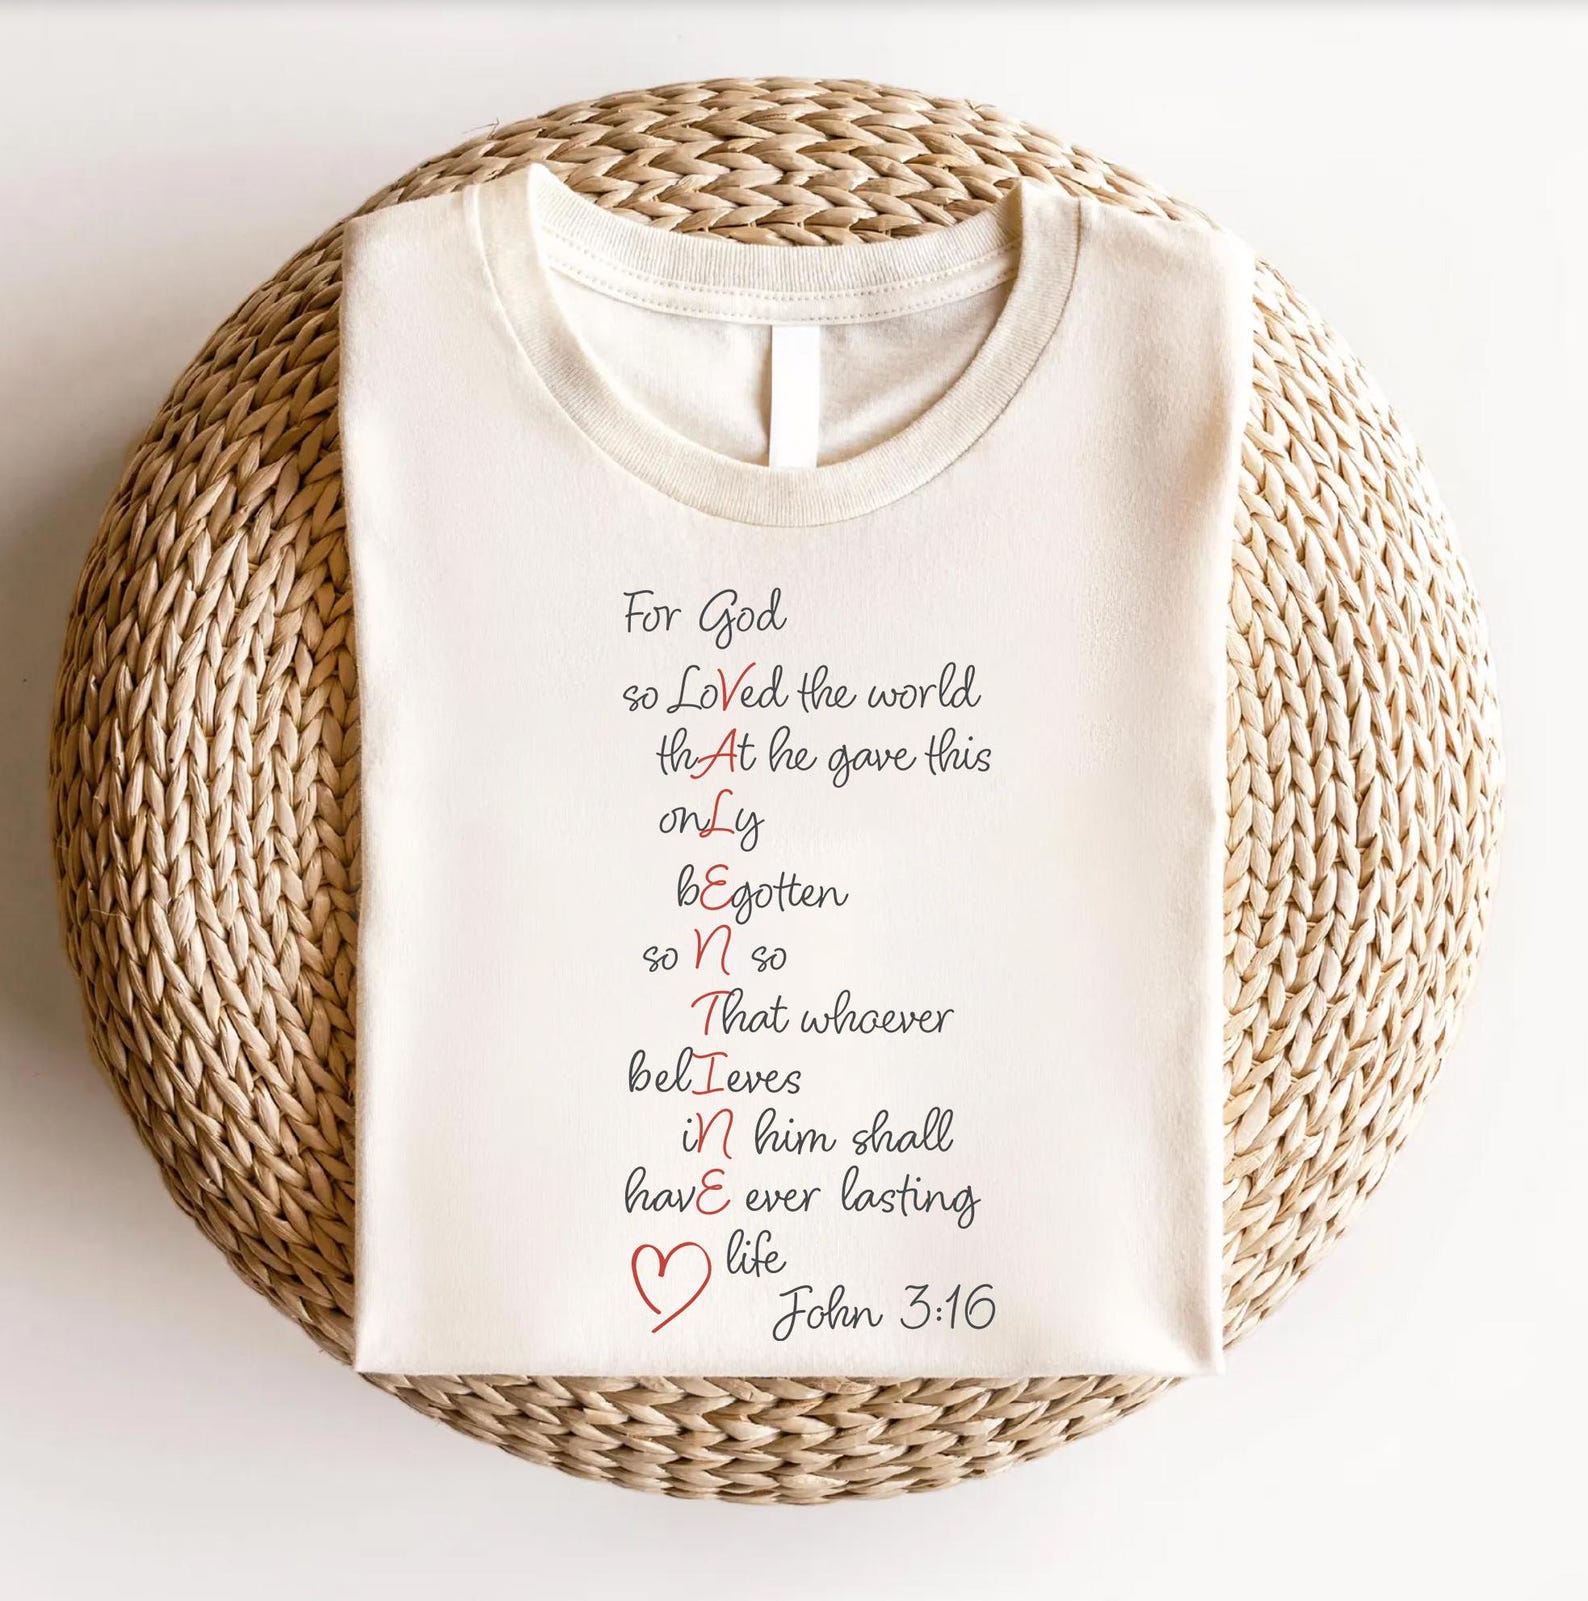 For God
so LoVed the world
thAt he gave this
onLy
bEgotten
so N so
That whoever
belIeves
iN him shall
havE ever lasting
life
John 3:16